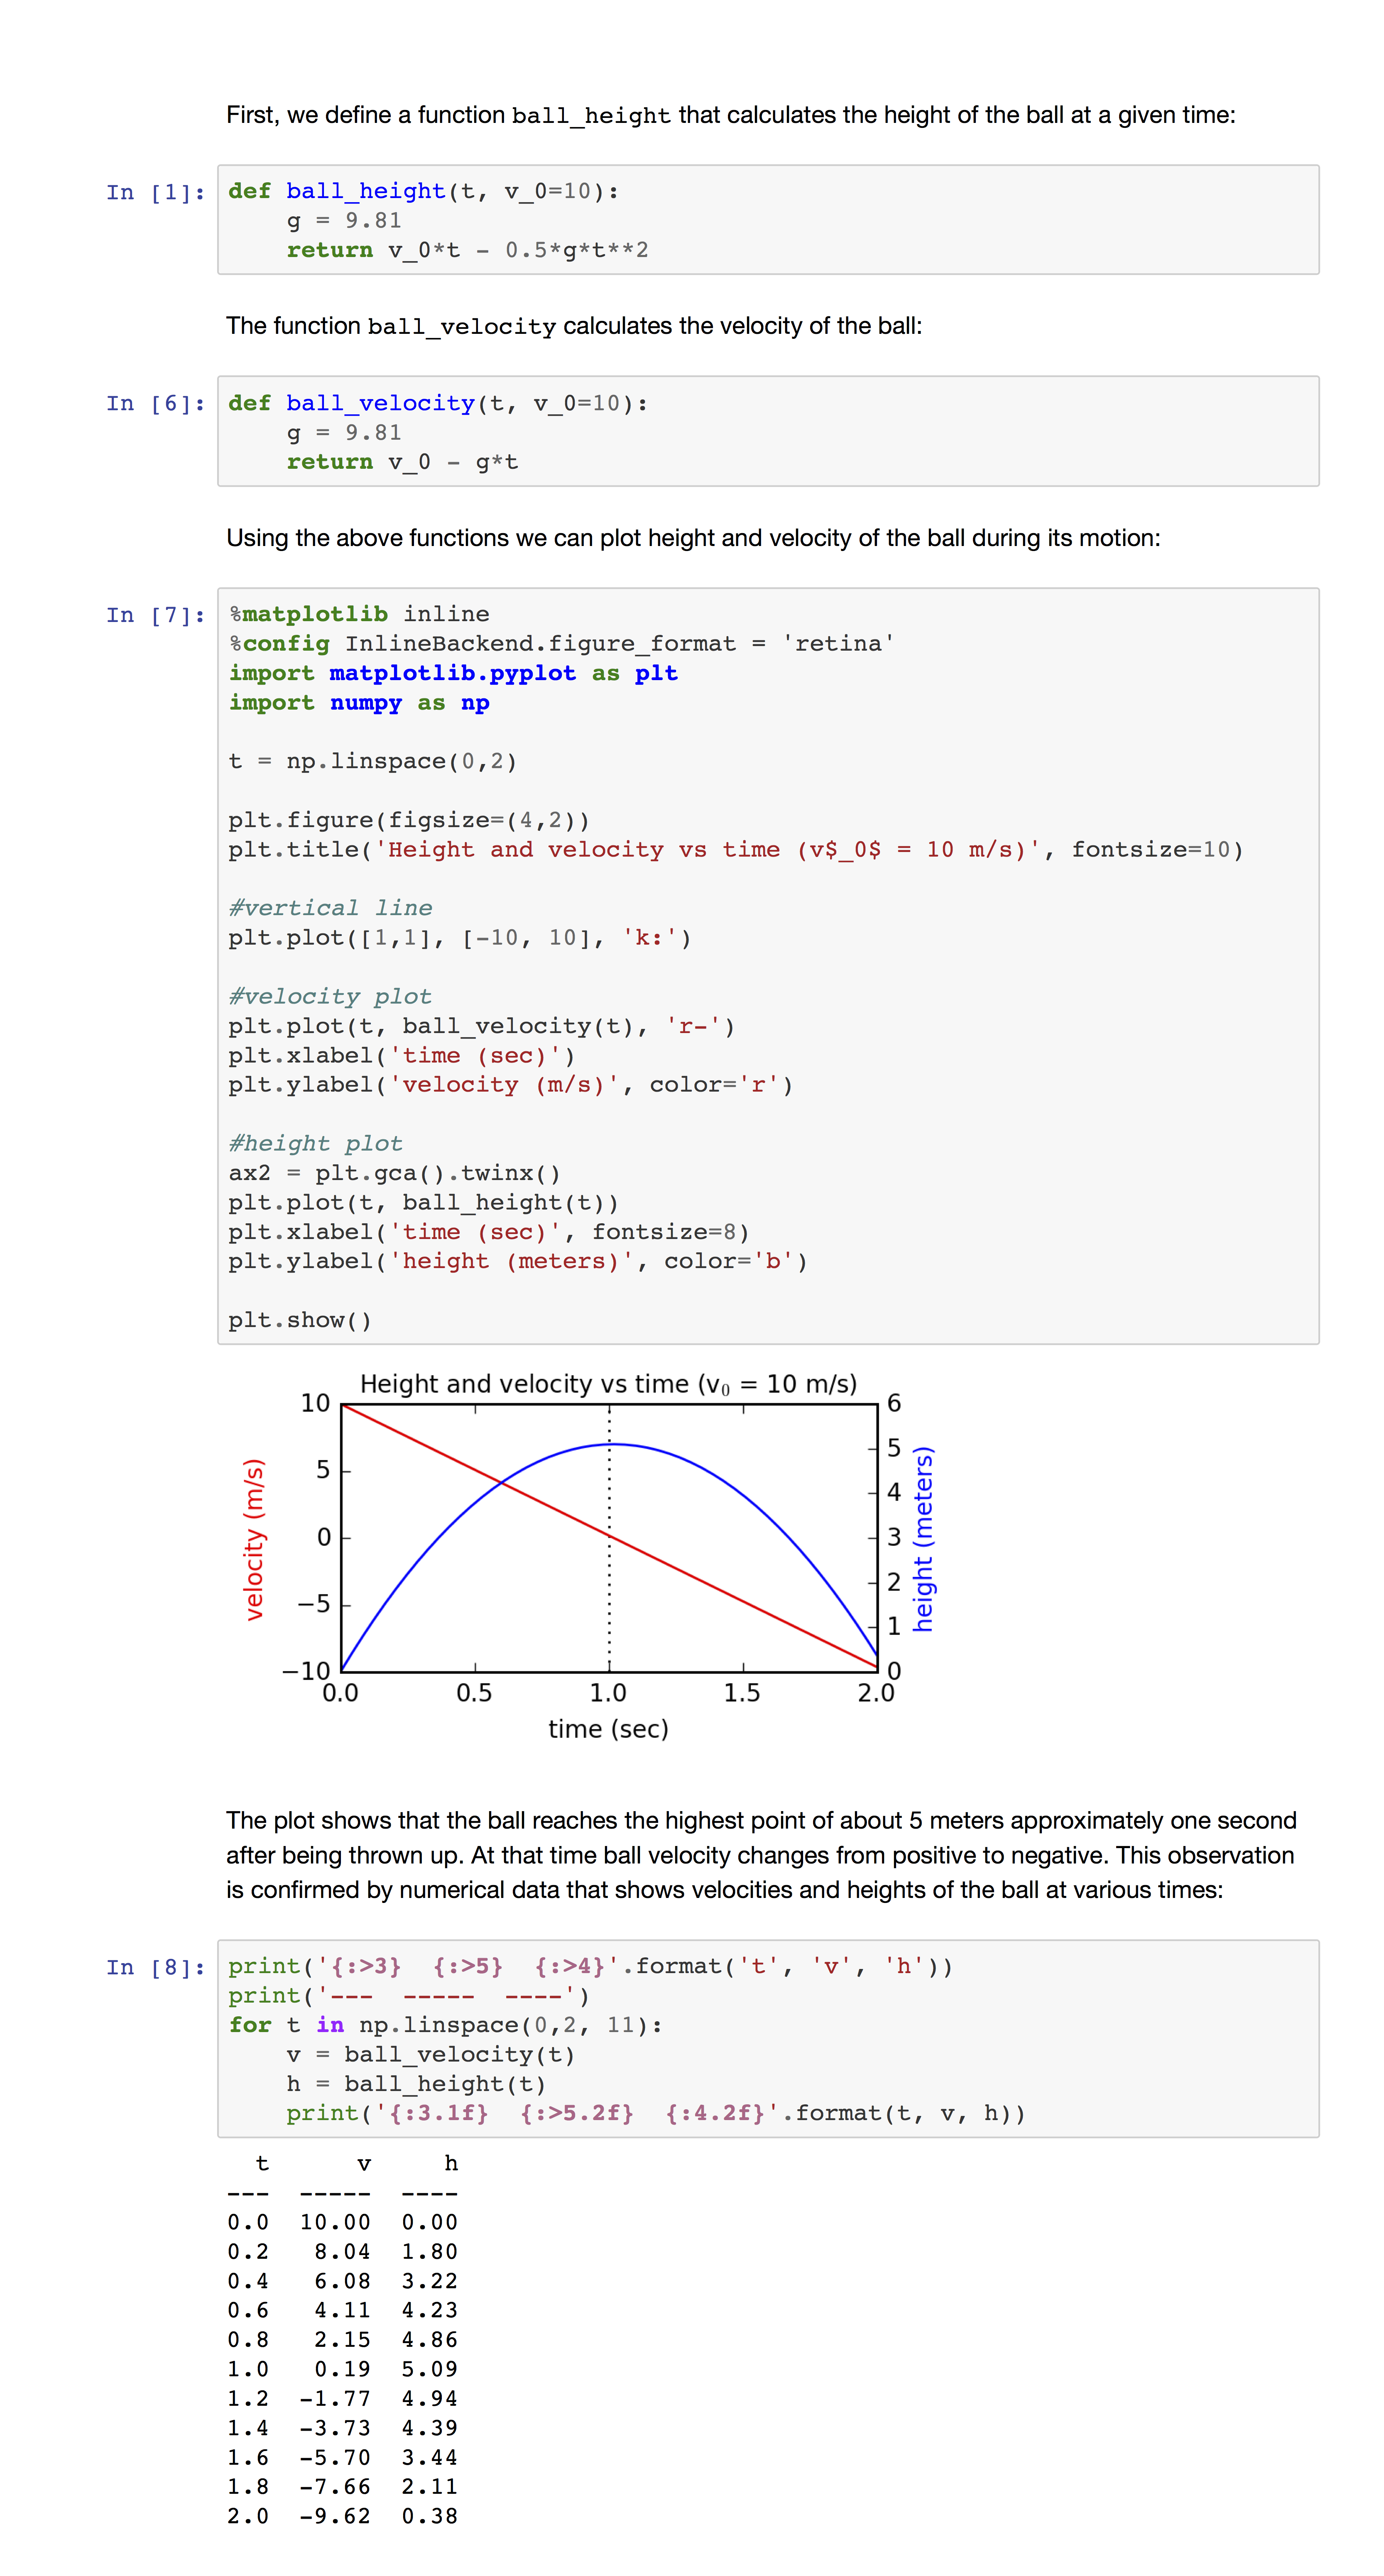 First, we define a function ball_height that calculates the height of the ball at a given time:
In [1]: def ball_height(t, v_0=10):
    g = 9.81
    return v_0*t - 0.5*g*t**2
The function ball_velocity calculates the velocity of the ball:
In [6]: def ball_velocity(t, v_0=10):
    g = 9.81
    return v_0 - g*t
Using the above functions we can plot height and velocity of the ball during its motion:
In [7]: %matplotlib inline
%config InlineBackend.figure_format = 'retina'
import matplotlib.pyplot as plt
import numpy as np
t = np.linspace(0,2)
plt.figure(figsize=(4,2))
plt.title('Height and velocity vs time (v$_0$ = 10 m/s)', fontsize=10)
#vertical line
plt.plot([1,1], [-10, 10], 'k:')
#velocity plot
plt.plot(t, ball_velocity(t), 'r-')
plt.xlabel('time (sec)')
plt.ylabel('velocity (m/s)', color='r')
#height plot
ax2 = plt.gca().twinx()
plt.plot(t, ball_height(t))
plt.xlabel('time (sec)', fontsize=8)
plt.ylabel('height (meters)', color='b')
plt.show()
Height and velocity vs time (v₀ = 10 m/s)
velocity (m/s)
10
5
0
−5
−10
6
5
4
3
2
1
0
height (meters)
0.0 0.5 1.0 1.5 2.0
time (sec)
The plot shows that the ball reaches the highest point of about 5 meters approximately one second
after being thrown up. At that time ball velocity changes from positive to negative. This observation
is confirmed by numerical data that shows velocities and heights of the ball at various times:
In [8]: print('{:>3}  {:>5}  {:>4}'.format('t', 'v', 'h'))
print('---  -----  ----')
for t in np.linspace(0,2, 11):
    v = ball_velocity(t)
    h = ball_height(t)
    print('{:3.1f}  {:>5.2f}  {:4.2f}'.format(t, v, h))
  t      v     h
---  -----  ----
0.0  10.00  0.00
0.2   8.04  1.80
0.4   6.08  3.22
0.6   4.11  4.23
0.8   2.15  4.86
1.0   0.19  5.09
1.2  -1.77  4.94
1.4  -3.73  4.39
1.6  -5.70  3.44
1.8  -7.66  2.11
2.0  -9.62  0.38